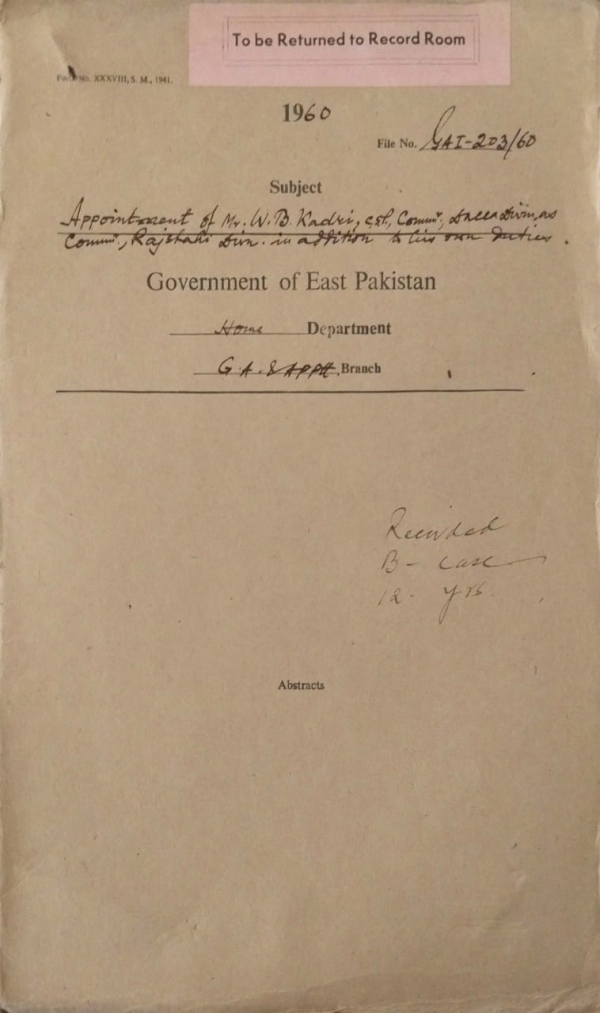 To be Returned to Record Room
Form No. XXXVIII, S. M., 1941.
1960
File No. GAI-203/60
Subject
Appointment of Mr. W. B. Kadri, CSP, Commr., Dacca Divn, as
Commr., Rajshahi Divn. in addition to his own duties.
Government of East Pakistan
Home Department
G. A. & APPtt. Branch
Recorded
B- case
12. yrs.
Abstracts